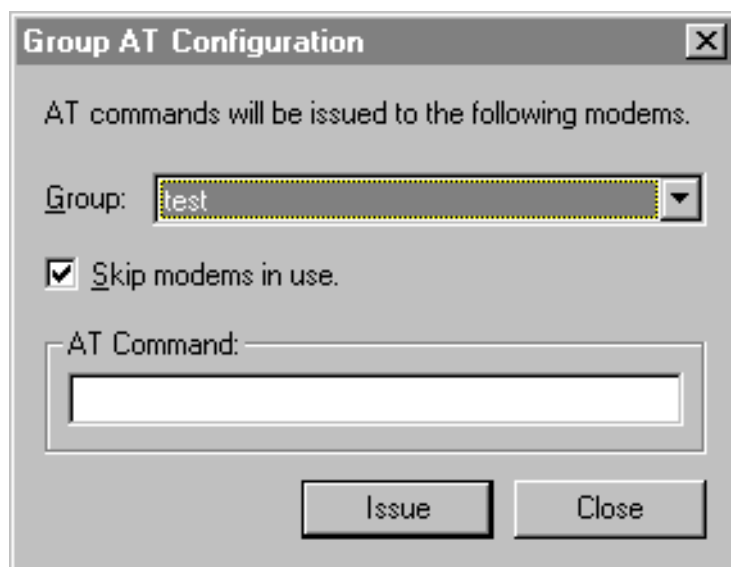 Group AT Configuration
AT commands will be issued to the following modems.
Group: test
Skip modems in use.
AT Command:
Issue Close